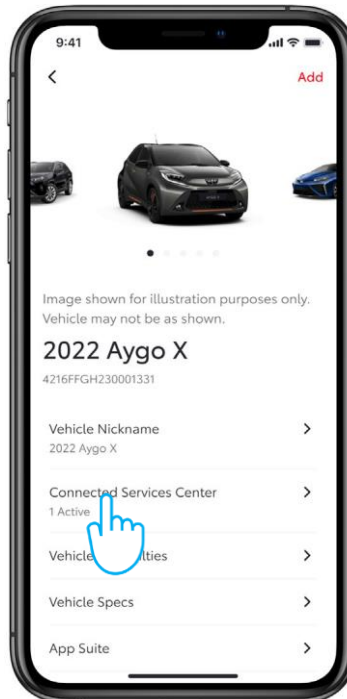 9:41
Add
Image shown for illustration purposes only.
Vehicle may not be as shown.
2022 Aygo X
4216FFGH230001331
Vehicle Nickname
2022 Aygo X
Connected Services Center
1 Active
Vehicle
Vehicle Specs
App Suite